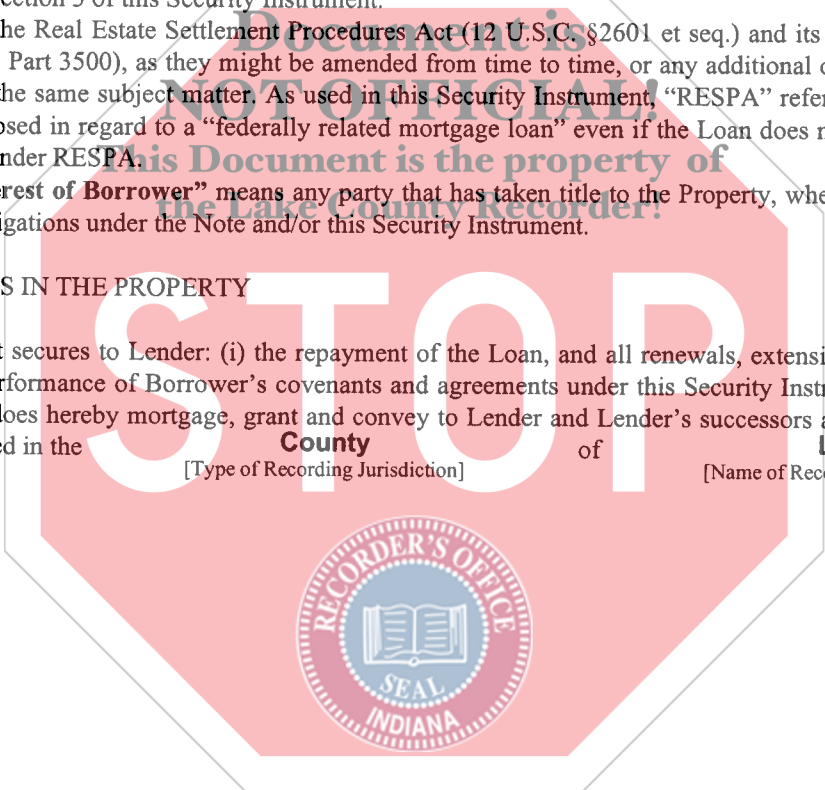 ection 3 of this Security Instrument.
he Real Estate Settlement Procedures Act (12 U.S.C. §2601 et seq.) and its
Part 3500), as they might be amended from time to time, or any additional
he same subject matter. As used in this Security Instrument, “RESPA” refer
osed in regard to a “federally related mortgage loan” even if the Loan does
nder RESPA.
rest of Borrower” means any party that has taken title to the Property, whe
igations under the Note and/or this Security Instrument.
Document is
NOT OFFICIAL!
This Document is the property of
the Lake County Recorder!
S IN THE PROPERTY
STOP
t secures to Lender: (i) the repayment of the Loan, and all renewals, extensi
rformance of Borrower’s covenants and agreements under this Security Instr
oes hereby mortgage, grant and convey to Lender and Lender’s successors a
ed in the County of L
[Type of Recording Jurisdiction] [Name of Reco
RECORDER'S OFFICE
SEAL
INDIANA